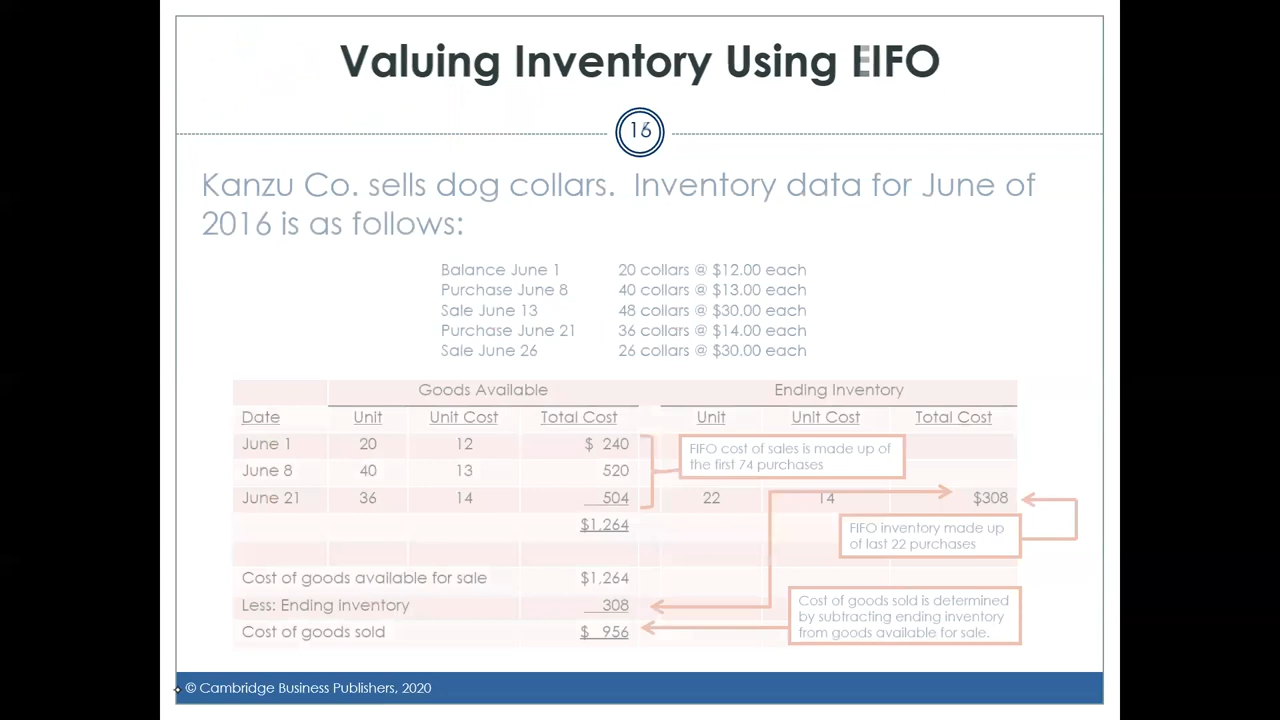 Valuing Inventory Using FIFO
Kanzu Co. sells dog collars. Inventory data for June of
2016 is as follows:
Balance June 1 20 collars @ $12.00 each
Purchase June 8 40 collars @ $13.00 each
Sale June 13 48 collars @ $30.00 each
Purchase June 21 36 collars @ $14.00 each
Sale June 26 26 collars @ $30.00 each
Goods Available Ending Inventory
Date Unit Unit Cost Total Cost Unit Unit Cost Total Cost
June 1 20 12 $ 240
FIFO cost of sales is made up of
the first 74 purchases
June 8 40 13 520
June 21 36 14 504 22 14 $308
$1,264
FIFO inventory made up
of last 22 purchases
Cost of goods available for sale $1,264
Less: Ending inventory 308
Cost of goods sold $ 956
Cost of goods sold is determined
by subtracting ending inventory
from goods available for sale.
© Cambridge Business Publishers, 2020